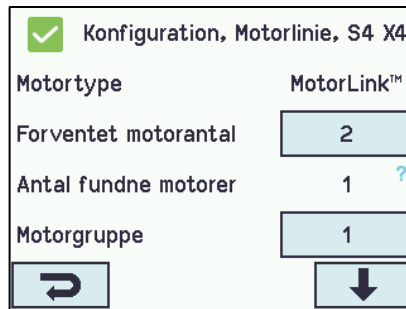 Konfiguration, Motorlinie, S4 X4
Motortype MotorLink™
Forventet motorantal 2
Antal fundne motorer 1 ?
Motorgruppe 1